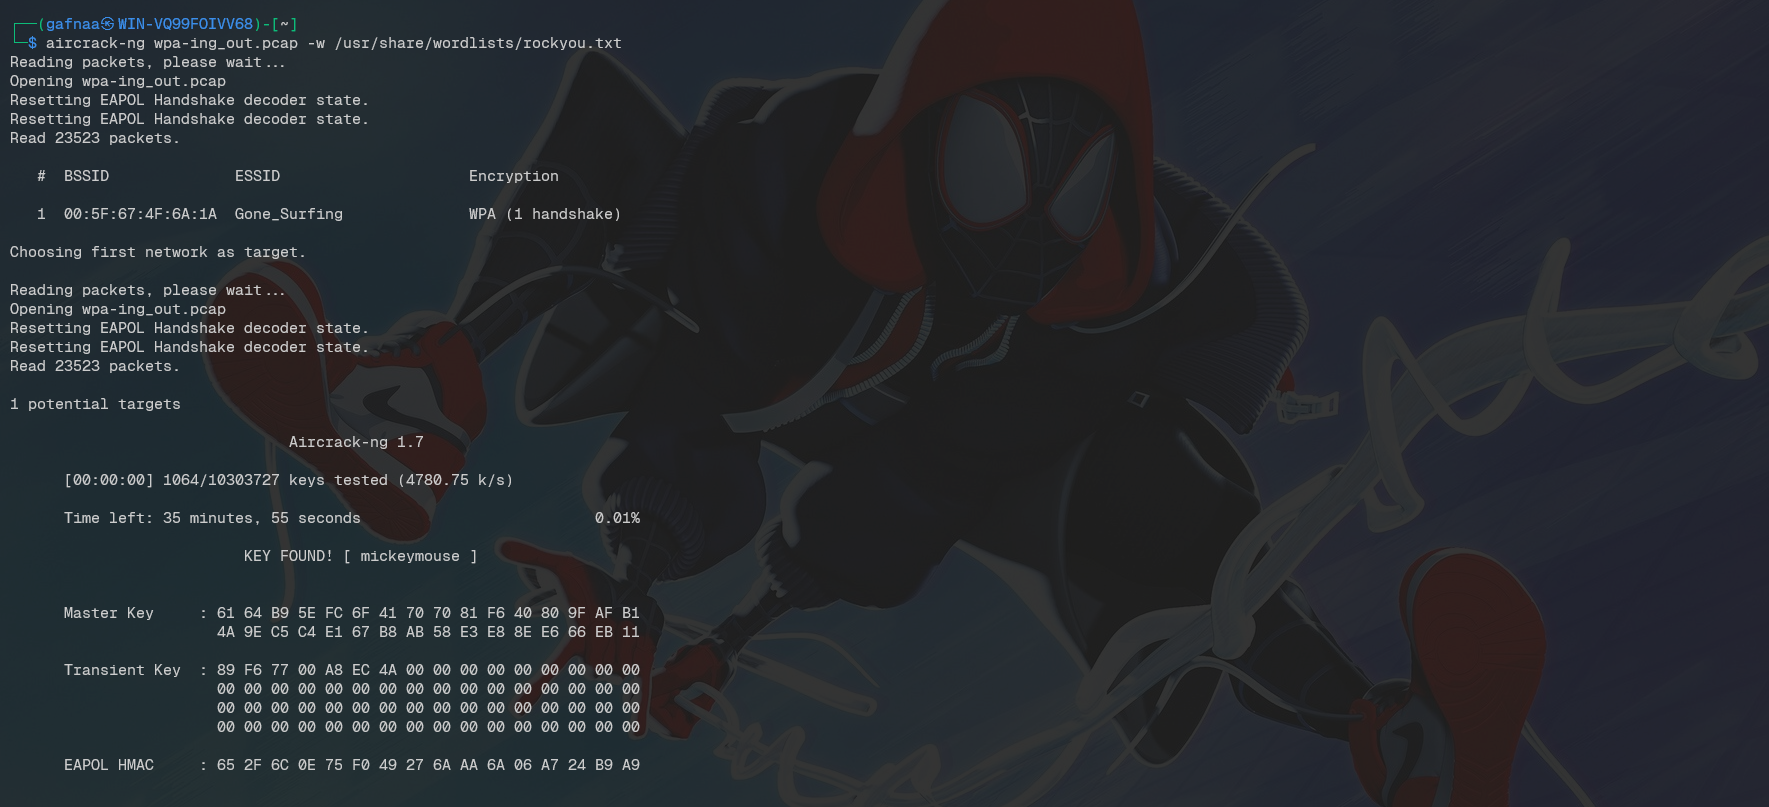 ┌──(gafnaa㉿WIN-VQ99FOIVV68)-[~]
└─$ aircrack-ng wpa-ing_out.pcap -w /usr/share/wordlists/rockyou.txt
Reading packets, please wait...
Opening wpa-ing_out.pcap
Resetting EAPOL Handshake decoder state.
Resetting EAPOL Handshake decoder state.
Read 23523 packets.
# BSSID ESSID Encryption
1 00:5F:67:4F:6A:1A Gone_Surfing WPA (1 handshake)
Choosing first network as target.
Reading packets, please wait...
Opening wpa-ing_out.pcap
Resetting EAPOL Handshake decoder state.
Resetting EAPOL Handshake decoder state.
Read 23523 packets.
1 potential targets
Aircrack-ng 1.7
[00:00:00] 1064/10303727 keys tested (4780.75 k/s)
Time left: 35 minutes, 55 seconds 0.01%
KEY FOUND! [ mickeymouse ]
Master Key : 61 64 B9 5E FC 6F 41 70 70 81 F6 40 80 9F AF B1
4A 9E C5 C4 E1 67 B8 AB 58 E3 E8 8E E6 66 EB 11
Transient Key : 89 F6 77 00 A8 EC 4A 00 00 00 00 00 00 00 00 00
00 00 00 00 00 00 00 00 00 00 00 00 00 00 00 00
00 00 00 00 00 00 00 00 00 00 00 00 00 00 00 00
00 00 00 00 00 00 00 00 00 00 00 00 00 00 00 00
EAPOL HMAC : 65 2F 6C 0E 75 F0 49 27 6A AA 6A 06 A7 24 B9 A9